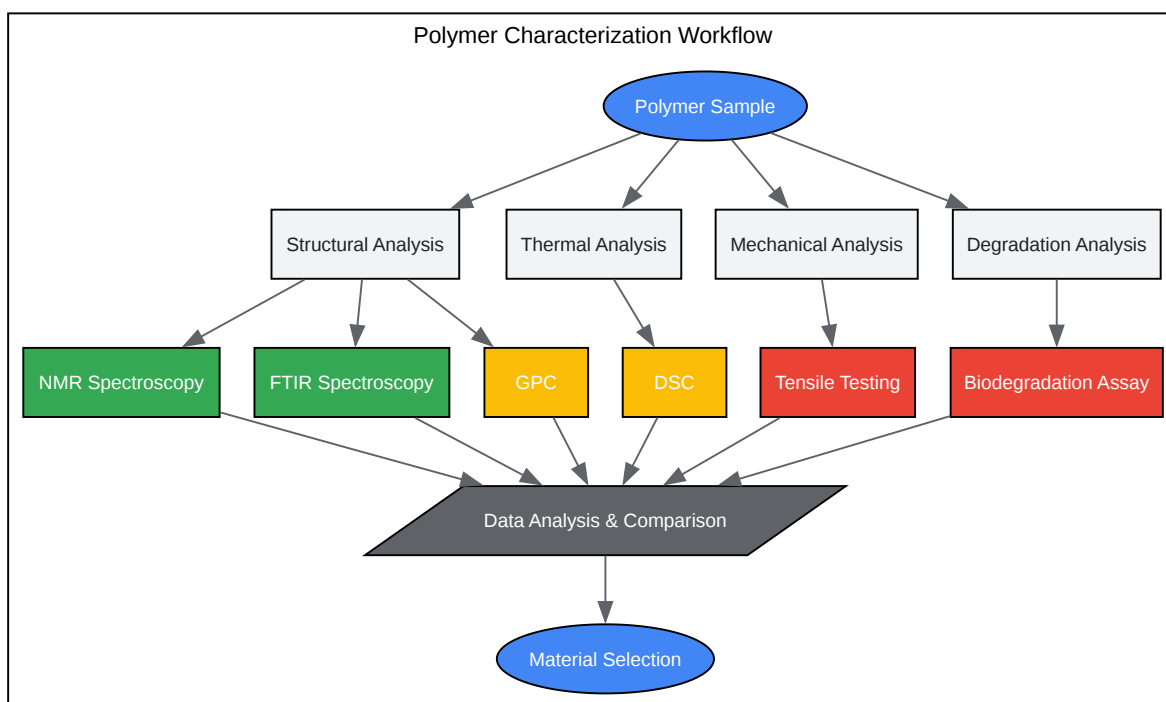 Polymer Characterization Workflow
Polymer Sample
Structural Analysis
Thermal Analysis
Mechanical Analysis
Degradation Analysis
NMR Spectroscopy
FTIR Spectroscopy
GPC
DSC
Tensile Testing
Biodegradation Assay
Data Analysis & Comparison
Material Selection